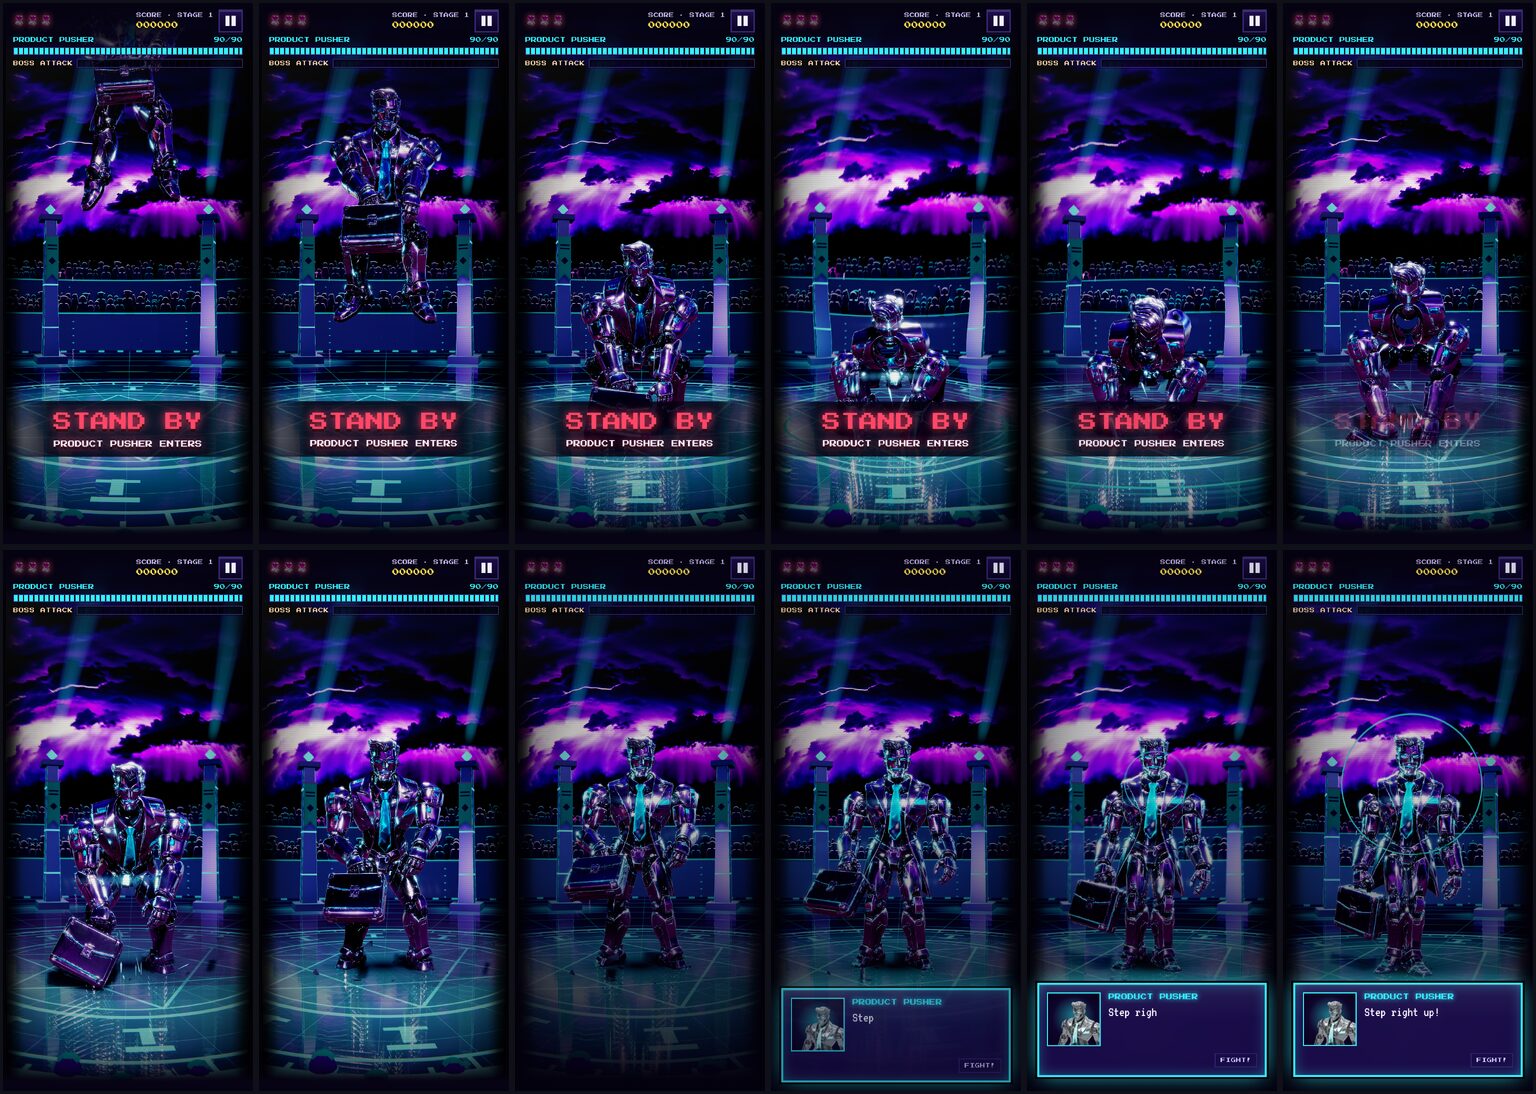 SCORE · STAGE 1
000000
PRODUCT PUSHER 90/90
BOSS ATTACK
STAND BY
PRODUCT PUSHER ENTERS
SCORE · STAGE 1
000000
PRODUCT PUSHER 90/90
BOSS ATTACK
STAND BY
PRODUCT PUSHER ENTERS
SCORE · STAGE 1
000000
PRODUCT PUSHER 90/90
BOSS ATTACK
STAND BY
PRODUCT PUSHER ENTERS
SCORE · STAGE 1
000000
PRODUCT PUSHER 90/90
BOSS ATTACK
STAND BY
PRODUCT PUSHER ENTERS
SCORE · STAGE 1
000000
PRODUCT PUSHER 90/90
BOSS ATTACK
STAND BY
PRODUCT PUSHER ENTERS
SCORE · STAGE 1
000000
PRODUCT PUSHER 90/90
BOSS ATTACK
STAND BY
PRODUCT PUSHER ENTERS
SCORE · STAGE 1
000000
PRODUCT PUSHER 90/90
BOSS ATTACK
SCORE · STAGE 1
000000
PRODUCT PUSHER 90/90
BOSS ATTACK
SCORE · STAGE 1
000000
PRODUCT PUSHER 90/90
BOSS ATTACK
SCORE · STAGE 1
000000
PRODUCT PUSHER 90/90
BOSS ATTACK
PRODUCT PUSHER
Step
FIGHT!
SCORE · STAGE 1
000000
PRODUCT PUSHER 90/90
BOSS ATTACK
PRODUCT PUSHER
Step righ
FIGHT!
SCORE · STAGE 1
000000
PRODUCT PUSHER 90/90
BOSS ATTACK
PRODUCT PUSHER
Step right up!
FIGHT!